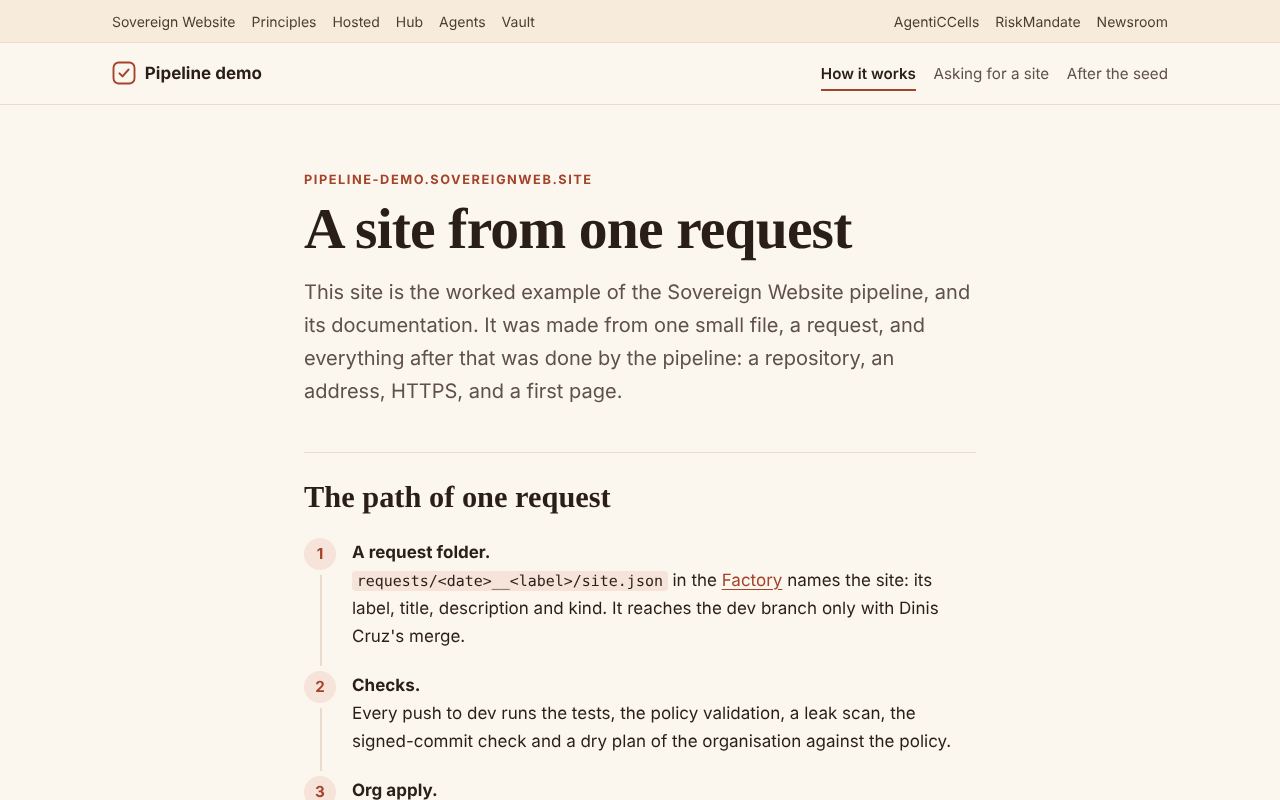 Sovereign Website Principles Hosted Hub Agents Vault AgentiCCells RiskMandate Newsroom
Pipeline demo How it works Asking for a site After the seed
PIPELINE-DEMO.SOVEREIGNWEB.SITE
A site from one request
This site is the worked example of the Sovereign Website pipeline, and
its documentation. It was made from one small file, a request, and
everything after that was done by the pipeline: a repository, an
address, HTTPS, and a first page.
The path of one request
1 A request folder.
requests/<date>__<label>/site.json in the Factory names the site: its
label, title, description and kind. It reaches the dev branch only with Dinis
Cruz's merge.
2 Checks.
Every push to dev runs the tests, the policy validation, a leak scan, the
signed-commit check and a dry plan of the organisation against the policy.
3 Org apply.